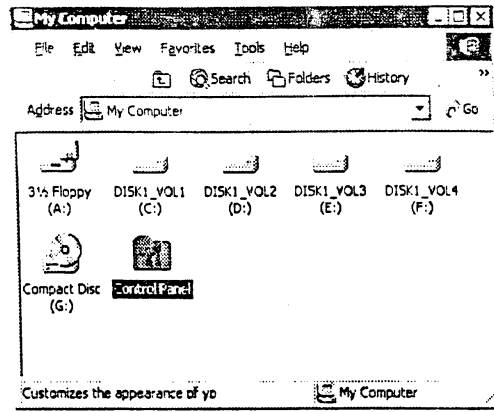 My Computer
File Edit View Favorites Tools Help
Search Folders History »
Address My Computer Go
3½ Floppy (A:)
DISK1_VOL1 (C:)
DISK1_VOL2 (D:)
DISK1_VOL3 (E:)
DISK1_VOL4 (F:)
Compact Disc (G:)
Control Panel
Customizes the appearance of yo
My Computer